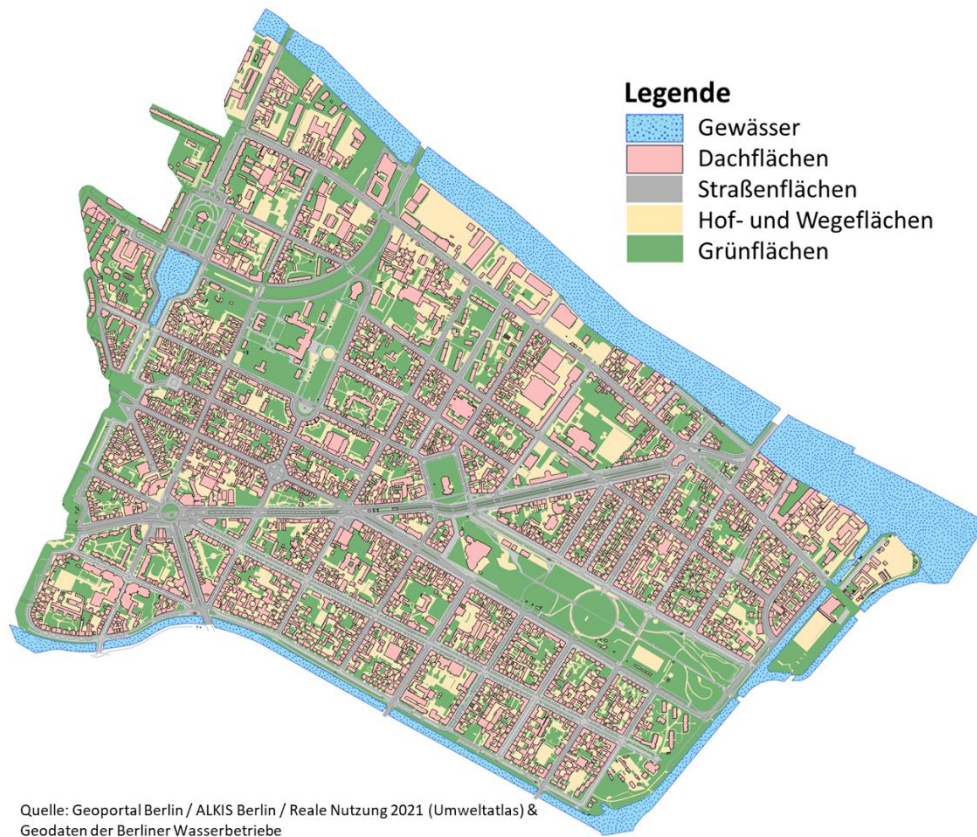 Legende
Gewässer
Dachflächen
Straßenflächen
Hof- und Wegeflächen
Grünflächen
Quelle: Geoportal Berlin / ALKIS Berlin / Reale Nutzung 2021 (Umweltatlas) &
Geodaten der Berliner Wasserbetriebe